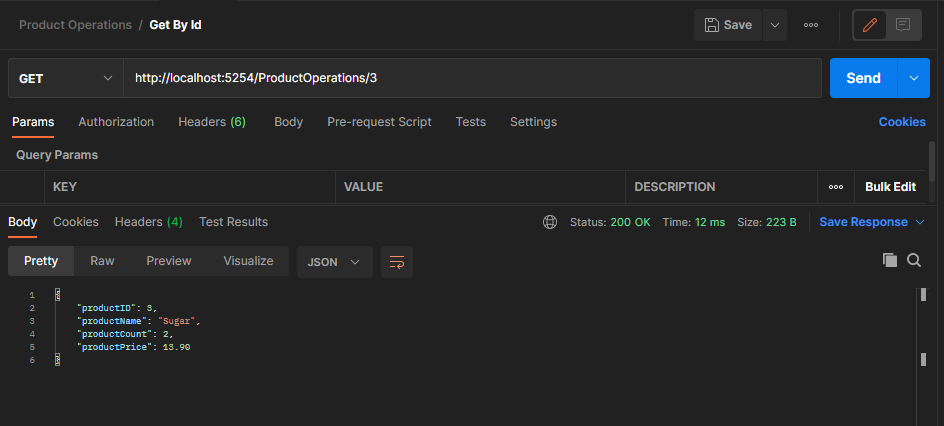 Product Operations / Get By Id
Save
GET http://localhost:5254/ProductOperations/3 Send
Params Authorization Headers (6) Body Pre-request Script Tests Settings Cookies
Query Params
KEY VALUE DESCRIPTION Bulk Edit
Body Cookies Headers (4) Test Results Status: 200 OK Time: 12 ms Size: 223 B Save Response
Pretty Raw Preview Visualize JSON
1 {
2 "productID": 3,
3 "productName": "Sugar",
4 "productCount": 2,
5 "productPrice": 13.90
6 }